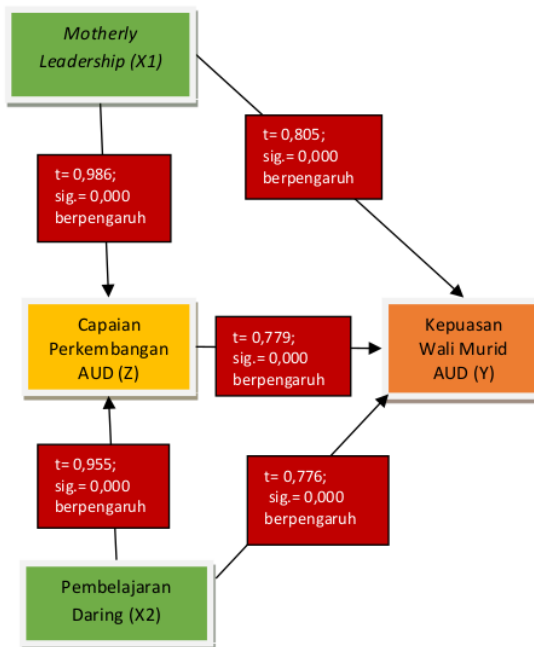 Motherly
Leadership (X1)
t= 0,805;
sig.= 0,000
berpengaruh
t= 0,986;
sig.= 0,000
berpengaruh
Capaian
Perkembangan
AUD (Z)
t= 0,779;
sig.= 0,000
berpengaruh
Kepuasan
Wali Murid
AUD (Y)
t= 0,955;
sig.= 0,000
berpengaruh
t= 0,776;
sig.= 0,000
berpengaruh
Pembelajaran
Daring (X2)